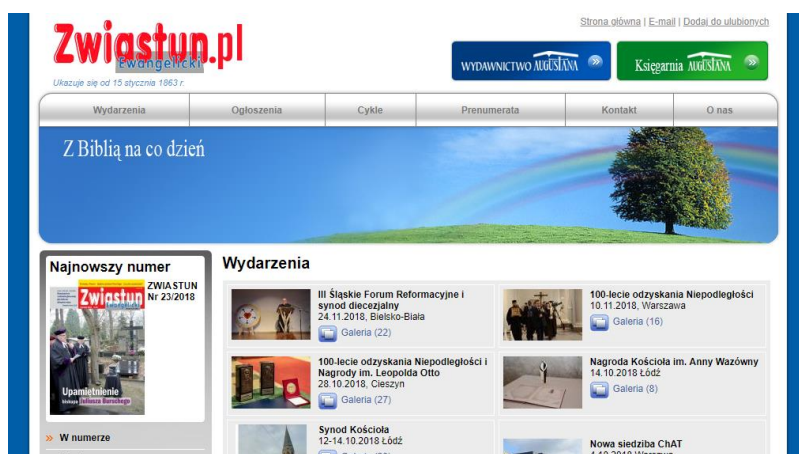 Strona główna | E-mail | Dodaj do ulubionych
Zwiastun.pl
Ewangelicki
Ukazuje się od 15 stycznia 1863 r.
WYDAWNICTWO AUGUSTANA
Księgarnia AUGUSTANA
Wydarzenia Ogłoszenia Cykle Prenumerata Kontakt O nas
Z Biblią na co dzień
Najnowszy numer
ZWIASTUN
Nr 23/2018
Zwiastun
Ewangelicki
Upamiętnienie
biskupa Juliusza Burschego
W numerze
Wydarzenia
III Śląskie Forum Reformacyjne i
synod diecezjalny
24.11.2018, Bielsko-Biała
Galeria (22)
100-lecie odzyskania Niepodległości
10.11.2018, Warszawa
Galeria (16)
100-lecie odzyskania Niepodległości i
Nagrody im. Leopolda Otto
28.10.2018, Cieszyn
Galeria (27)
Nagroda Kościoła im. Anny Wazówny
14.10.2018 Łódź
Galeria (8)
Synod Kościoła
12-14.10.2018 Łódź
Nowa siedziba ChAT